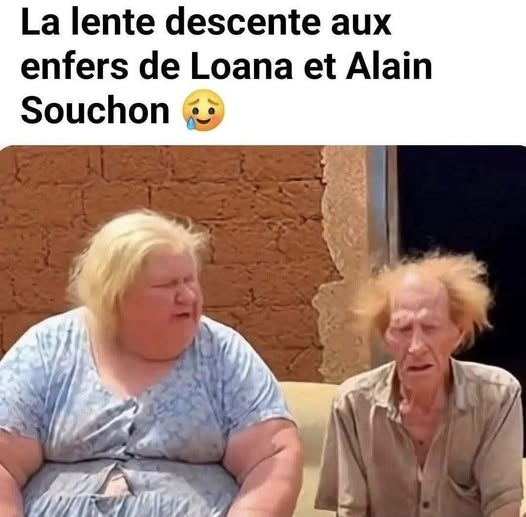 La lente descente aux
enfers de Loana et Alain
Souchon 🥲